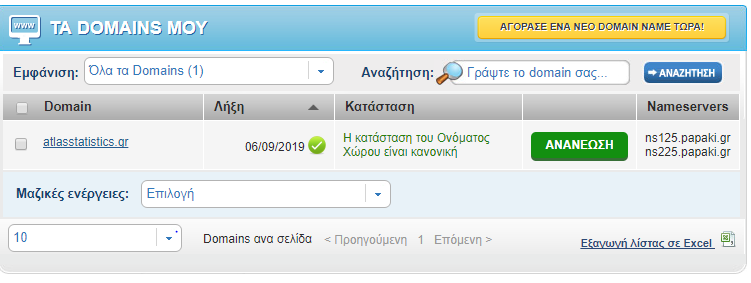 www
ΤΑ DOMAINS ΜΟΥ
ΑΓΟΡΑΣΕ ΕΝΑ ΝΕΟ DOMAIN NAME ΤΩΡΑ!
Εμφάνιση: Όλα τα Domains (1) Αναζήτηση: Γράψτε το domain σας... ΑΝΑΖΗΤΗΣΗ
Domain Λήξη Κατάσταση Nameservers
atlasstatistics.gr 06/09/2019 Η κατάσταση του Ονόματος ΑΝΑΝΕΩΣΗ ns125.papaki.gr
Χώρου είναι κανονική ns225.papaki.gr
Μαζικές ενέργειες: Επιλογή
10 Domains ανα σελίδα < Προηγούμενη 1 Επόμενη > Εξαγωγή λίστας σε Excel